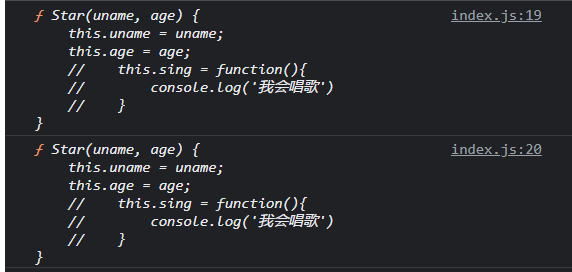 ƒ Star(uname, age) { index.js:19
this.uname = uname;
this.age = age;
//    this.sing = function(){
//        console.log('我会唱歌')
//    }
}
ƒ Star(uname, age) { index.js:20
this.uname = uname;
this.age = age;
//    this.sing = function(){
//        console.log('我会唱歌')
//    }
}